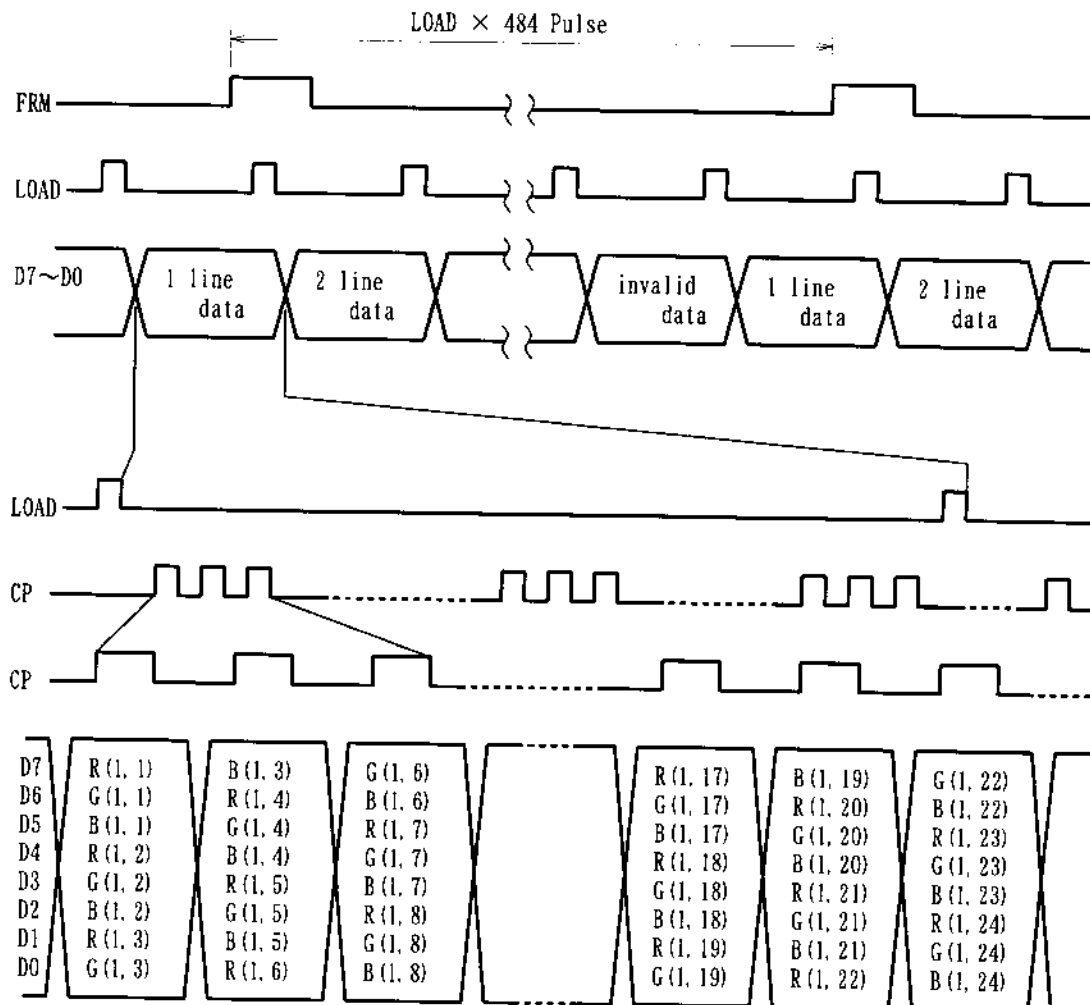 LOAD × 484 Pulse
FRM
LOAD
D7~D0 1 line data 2 line data invalid data 1 line data 2 line data
LOAD
CP
CP
D7 R(1, 1) B(1, 3) G(1, 6) R(1, 17) B(1, 19) G(1, 22)
D6 G(1, 1) R(1, 4) B(1, 6) G(1, 17) R(1, 20) B(1, 22)
D5 B(1, 1) G(1, 4) R(1, 7) B(1, 17) G(1, 20) R(1, 23)
D4 R(1, 2) B(1, 4) G(1, 7) R(1, 18) B(1, 20) G(1, 23)
D3 G(1, 2) R(1, 5) B(1, 7) G(1, 18) R(1, 21) B(1, 23)
D2 B(1, 2) G(1, 5) R(1, 8) B(1, 18) G(1, 21) R(1, 24)
D1 R(1, 3) B(1, 5) G(1, 8) R(1, 19) B(1, 21) G(1, 24)
D0 G(1, 3) R(1, 6) B(1, 8) G(1, 19) R(1, 22) B(1, 24)